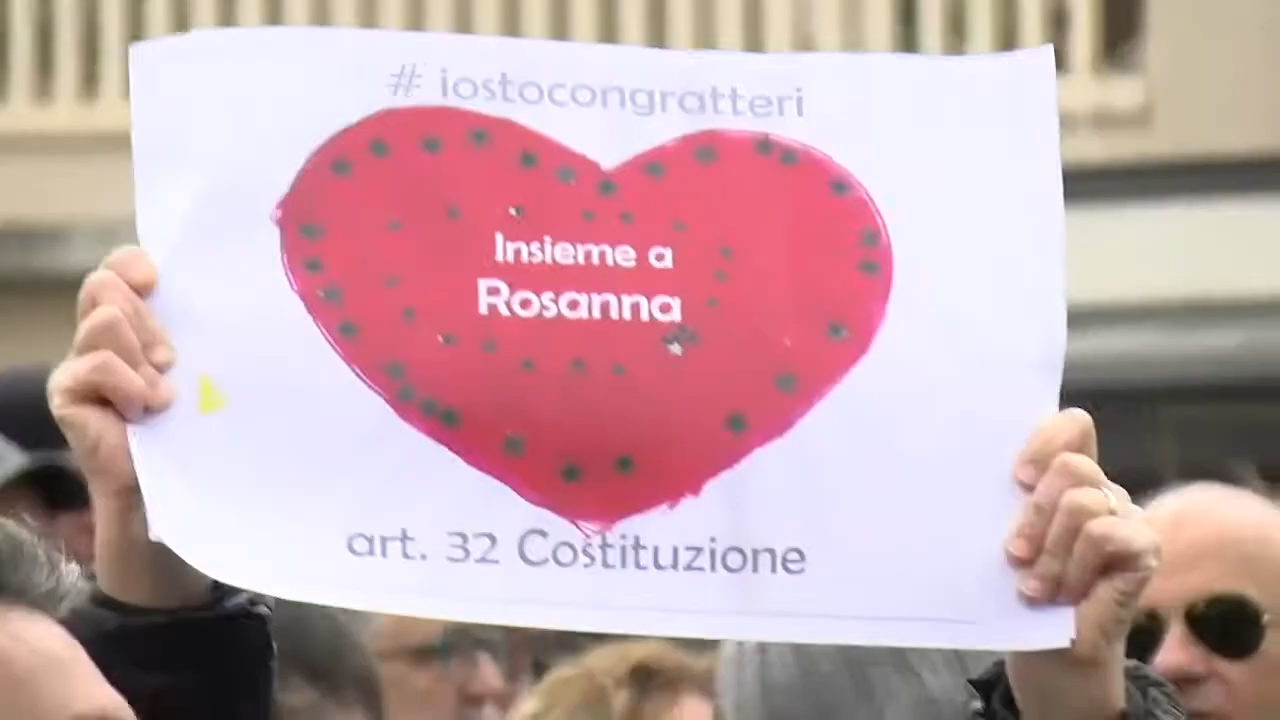 # iostocongratteri
Insieme a
Rosanna
art. 32 Costituzione